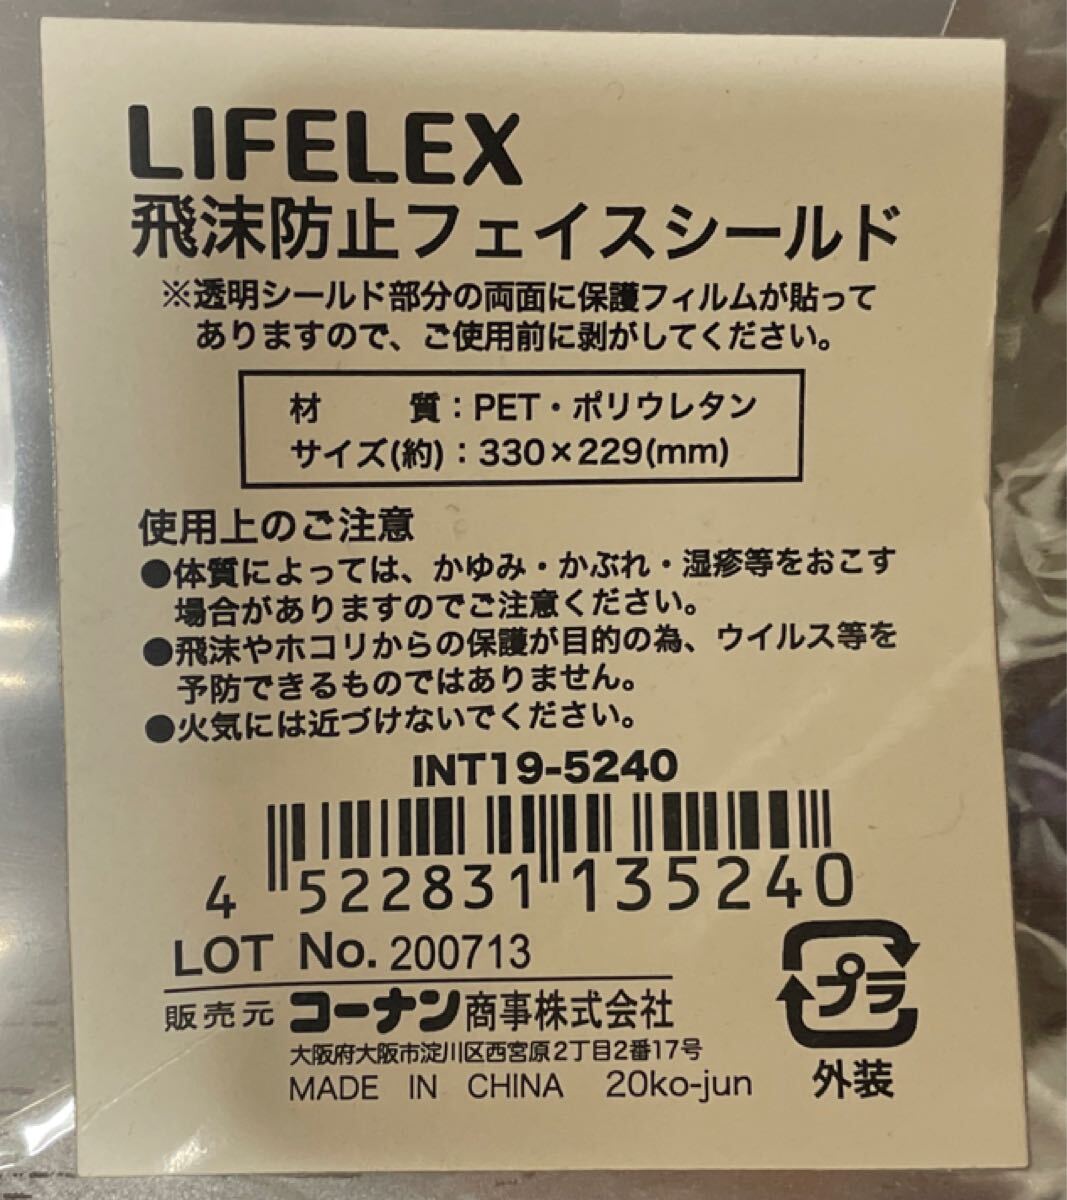 LIFELEX
飛沫防止フェイスシールド
※透明シールド部分の両面に保護フィルムが貼って
ありますので、ご使用前に剥がしてください。
材 質：PET・ポリウレタン
サイズ(約)：330×229(mm)
使用上のご注意
●体質によっては、かゆみ・かぶれ・湿疹等をおこす
場合がありますのでご注意ください。
●飛沫やホコリからの保護が目的の為、ウイルス等を
予防できるものではありません。
●火気には近づけないでください。
INT19-5240
4 522831 135240
LOT No. 200713
販売元 コーナン商事株式会社
大阪府大阪市淀川区西宮原2丁目2番17号
MADE IN CHINA 20ko-jun
プラ
外装